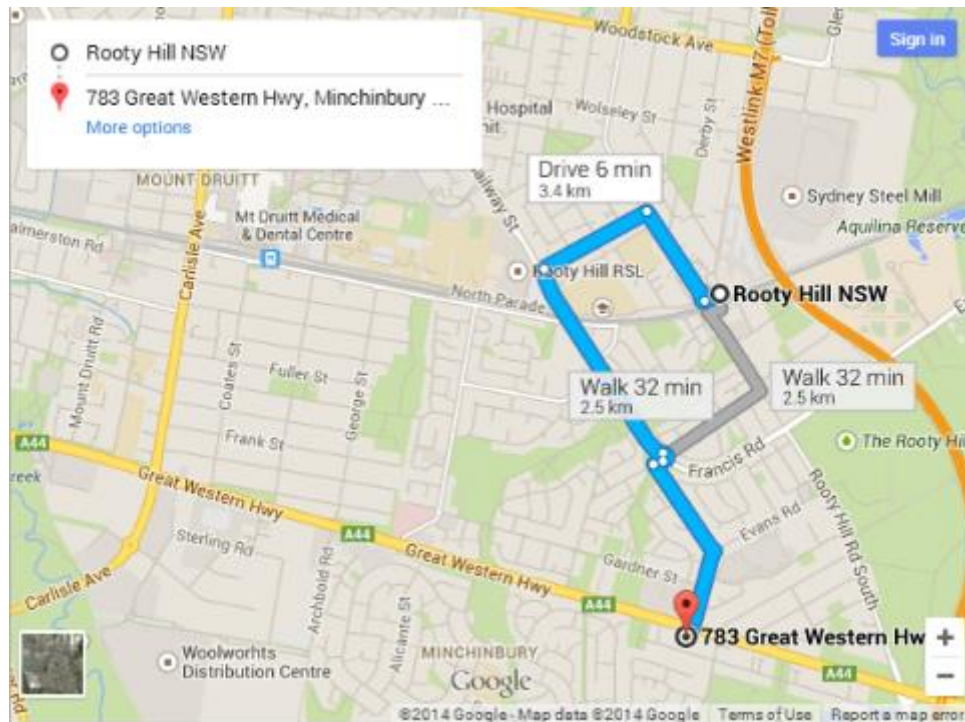 Rooty Hill NSW
783 Great Western Hwy, Minchinbury ...
More options
Sign in
Woodstock Ave
Westlink M7 (Toll
Hospital
Wolseley St
Derby St
Drive 6 min
3.4 km
MOUNT DRUITT
Sydney Steel Mill
Aquilina Reserve
Mt Druitt Medical
& Dental Centre
Carlisle Ave
Rooty Hill RSL
North Parade
Rooty Hill NSW
Mount Druitt Rd
Coates St
Fuller St
George St
Walk 32 min
2.5 km
Walk 32 min
2.5 km
Frank St
A44
Francis Rd
The Rooty Hi
Great Western Hwy
Evans Rd
Rooty Hill Rd South
Sterling Rd
A44
Great Western Hwy
Gardner St
Archbold Rd
A44
Carlisle Ave
Alicante St
783 Great Western Hw
+
Woolworhts
Distribution Centre
MINCHINBURY
A44
−
Google
©2014 Google - Map data ©2014 Google
Terms of Use
Report a map error